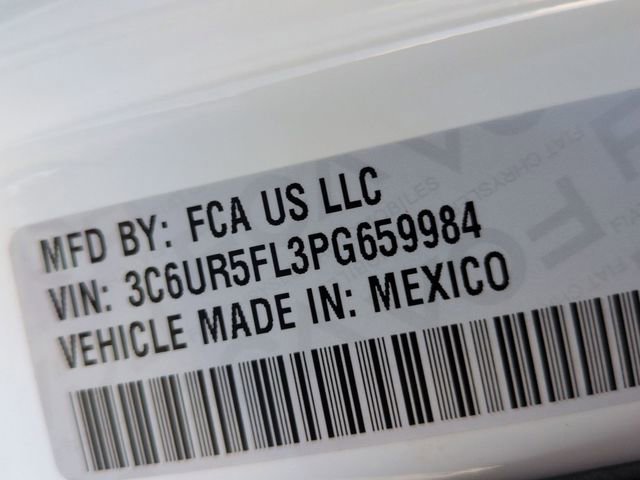 MFD BY: FCA US LLC
VIN: 3C6UR5FL3PG659984
VEHICLE MADE IN: MEXICO